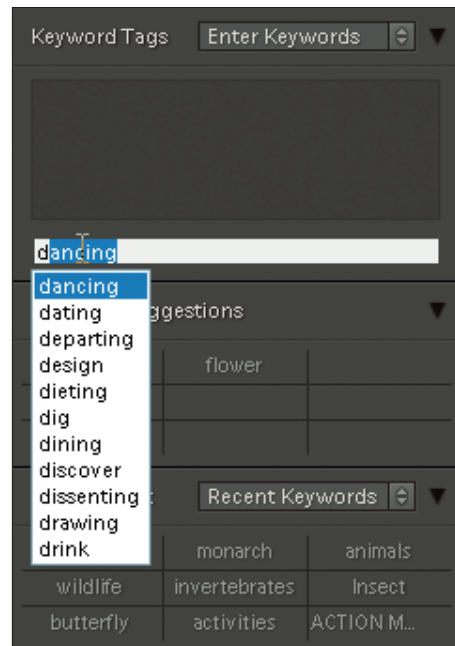 Keyword Tags Enter Keywords
dancing
dancing
dating
ggestions
departing
design flower
dieting
dig
dining
discover
dissenting : Recent Keywords
drawing
drink monarch animals
wildlife invertebrates Insect
butterfly activities ACTION M...